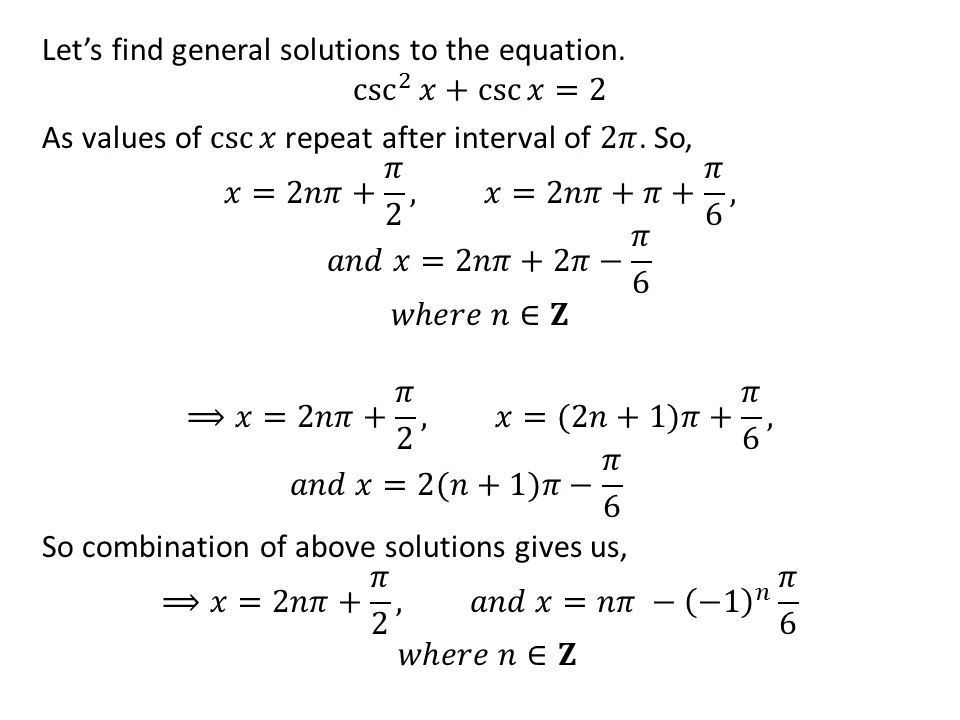 Let’s find general solutions to the equation.
csc² 𝑥 + csc 𝑥 = 2
As values of csc 𝑥 repeat after interval of 2𝜋. So,
𝑥 = 2𝑛𝜋 + 𝜋/2, 𝑥 = 2𝑛𝜋 + 𝜋 + 𝜋/6,
𝑎𝑛𝑑 𝑥 = 2𝑛𝜋 + 2𝜋 − 𝜋/6
𝑤ℎ𝑒𝑟𝑒 𝑛 ∈ 𝐙
⟹ 𝑥 = 2𝑛𝜋 + 𝜋/2, 𝑥 = (2𝑛 + 1)𝜋 + 𝜋/6,
𝑎𝑛𝑑 𝑥 = 2(𝑛 + 1)𝜋 − 𝜋/6
So combination of above solutions gives us,
⟹ 𝑥 = 2𝑛𝜋 + 𝜋/2, 𝑎𝑛𝑑 𝑥 = 𝑛𝜋 − (−1)ⁿ 𝜋/6
𝑤ℎ𝑒𝑟𝑒 𝑛 ∈ 𝐙